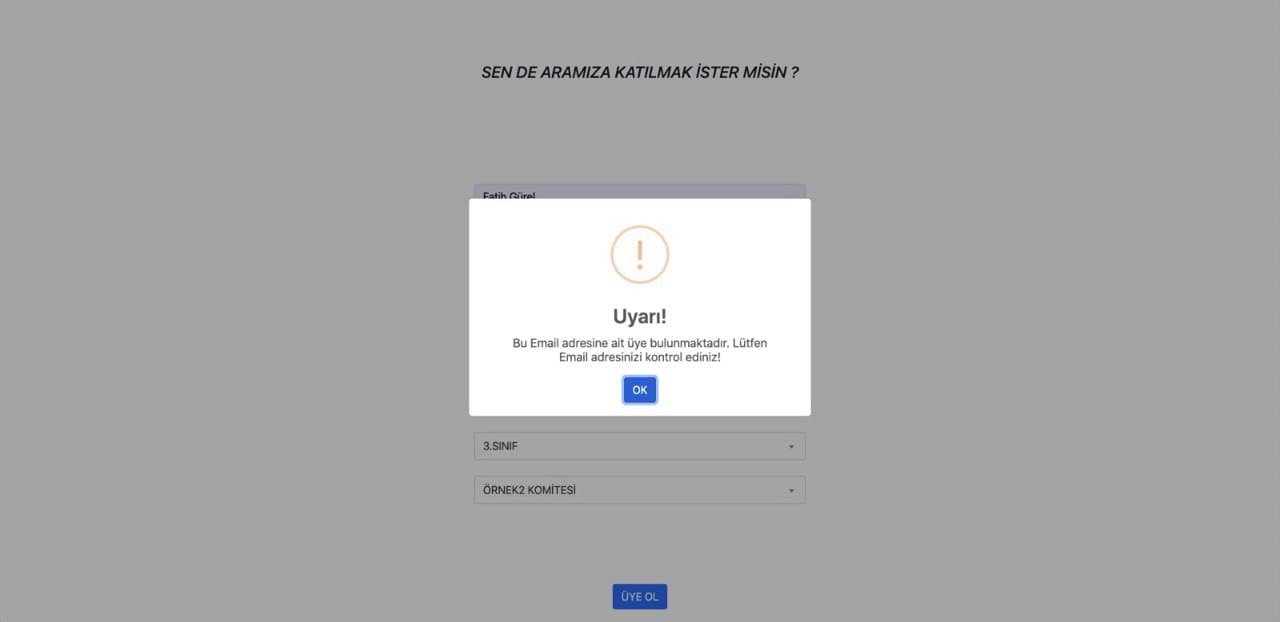 SEN DE ARAMIZA KATILMAK İSTER MİSİN ?
Fatih Gürel
!
Uyarı!
Bu Email adresine ait üye bulunmaktadır. Lütfen
Email adresinizi kontrol ediniz!
OK
3.SINIF
ÖRNEK2 KOMİTESİ
ÜYE OL